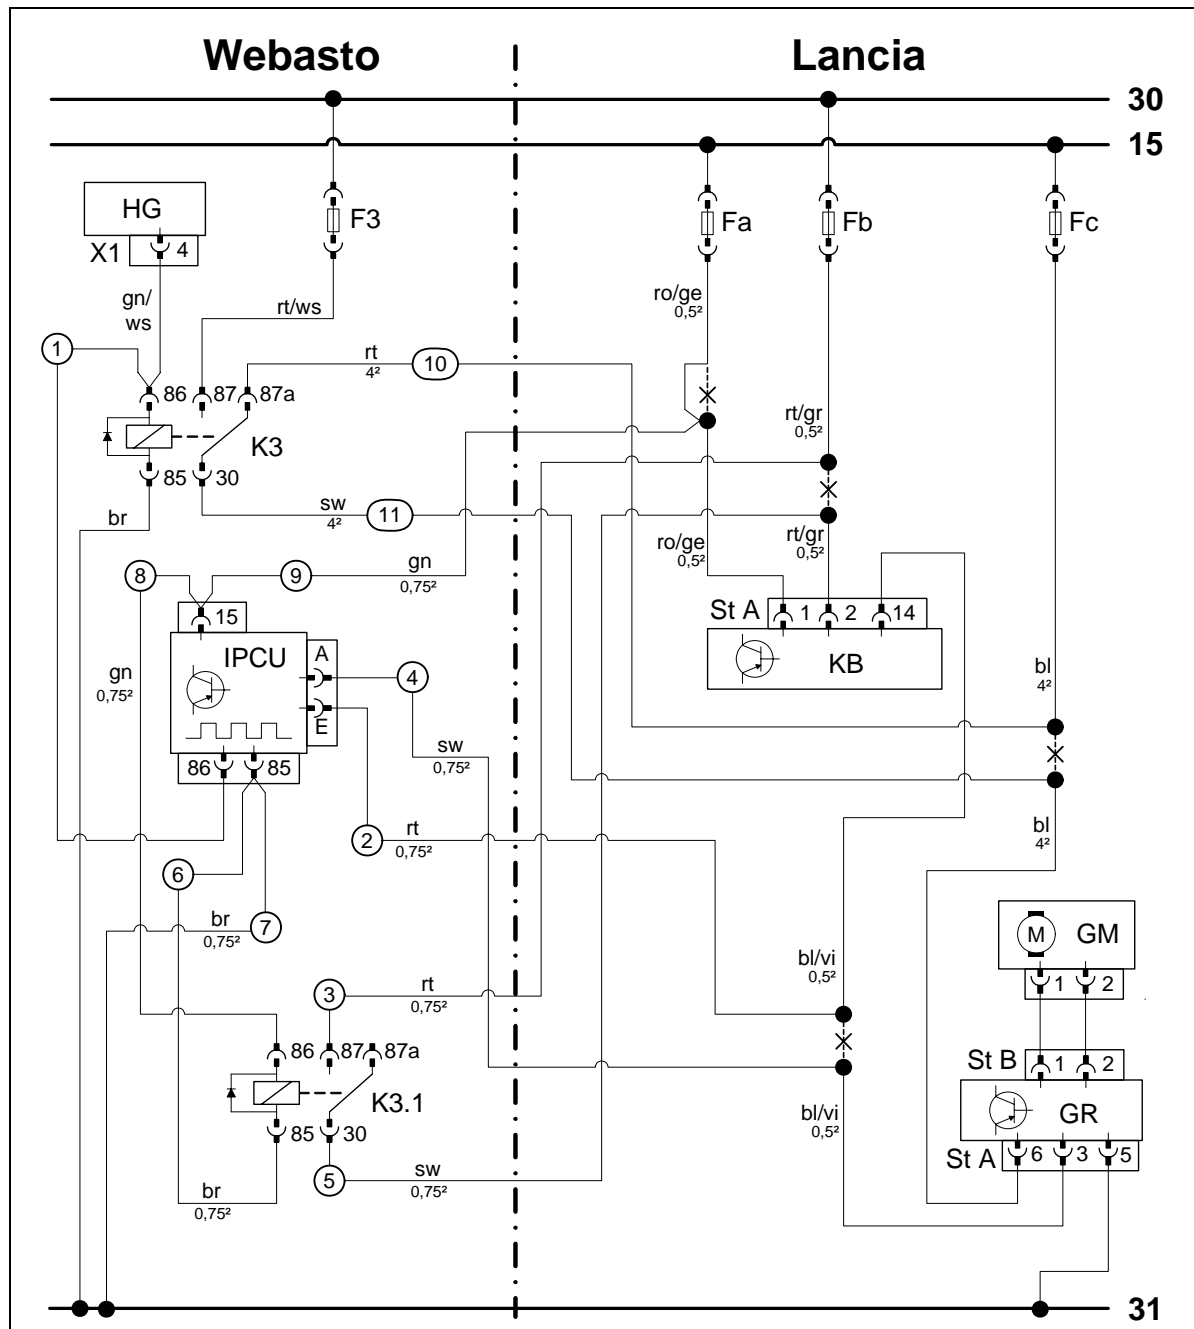 Webasto
Lancia
30
15
HG
X1
4
F3
Fa
Fb
Fc
gn/
ws
rt/ws
ro/ge
0,5²
1
rt
4²
10
86
87
87a
rt/gr
0,5²
K3
85
30
br
sw
4²
11
ro/ge
0,5²
rt/gr
0,5²
8
9
gn
0,75²
15
St A
1
2
14
IPCU
A
KB
gn
0,75²
4
bl
4²
E
sw
0,75²
86
85
2
rt
0,75²
bl
4²
6
br
0,75²
7
M
GM
bl/vi
0,5²
1
2
3
rt
0,75²
86
87
87a
St B
1
2
K3.1
bl/vi
0,5²
GR
85
30
St A
6
3
5
5
sw
0,75²
br
0,75²
31